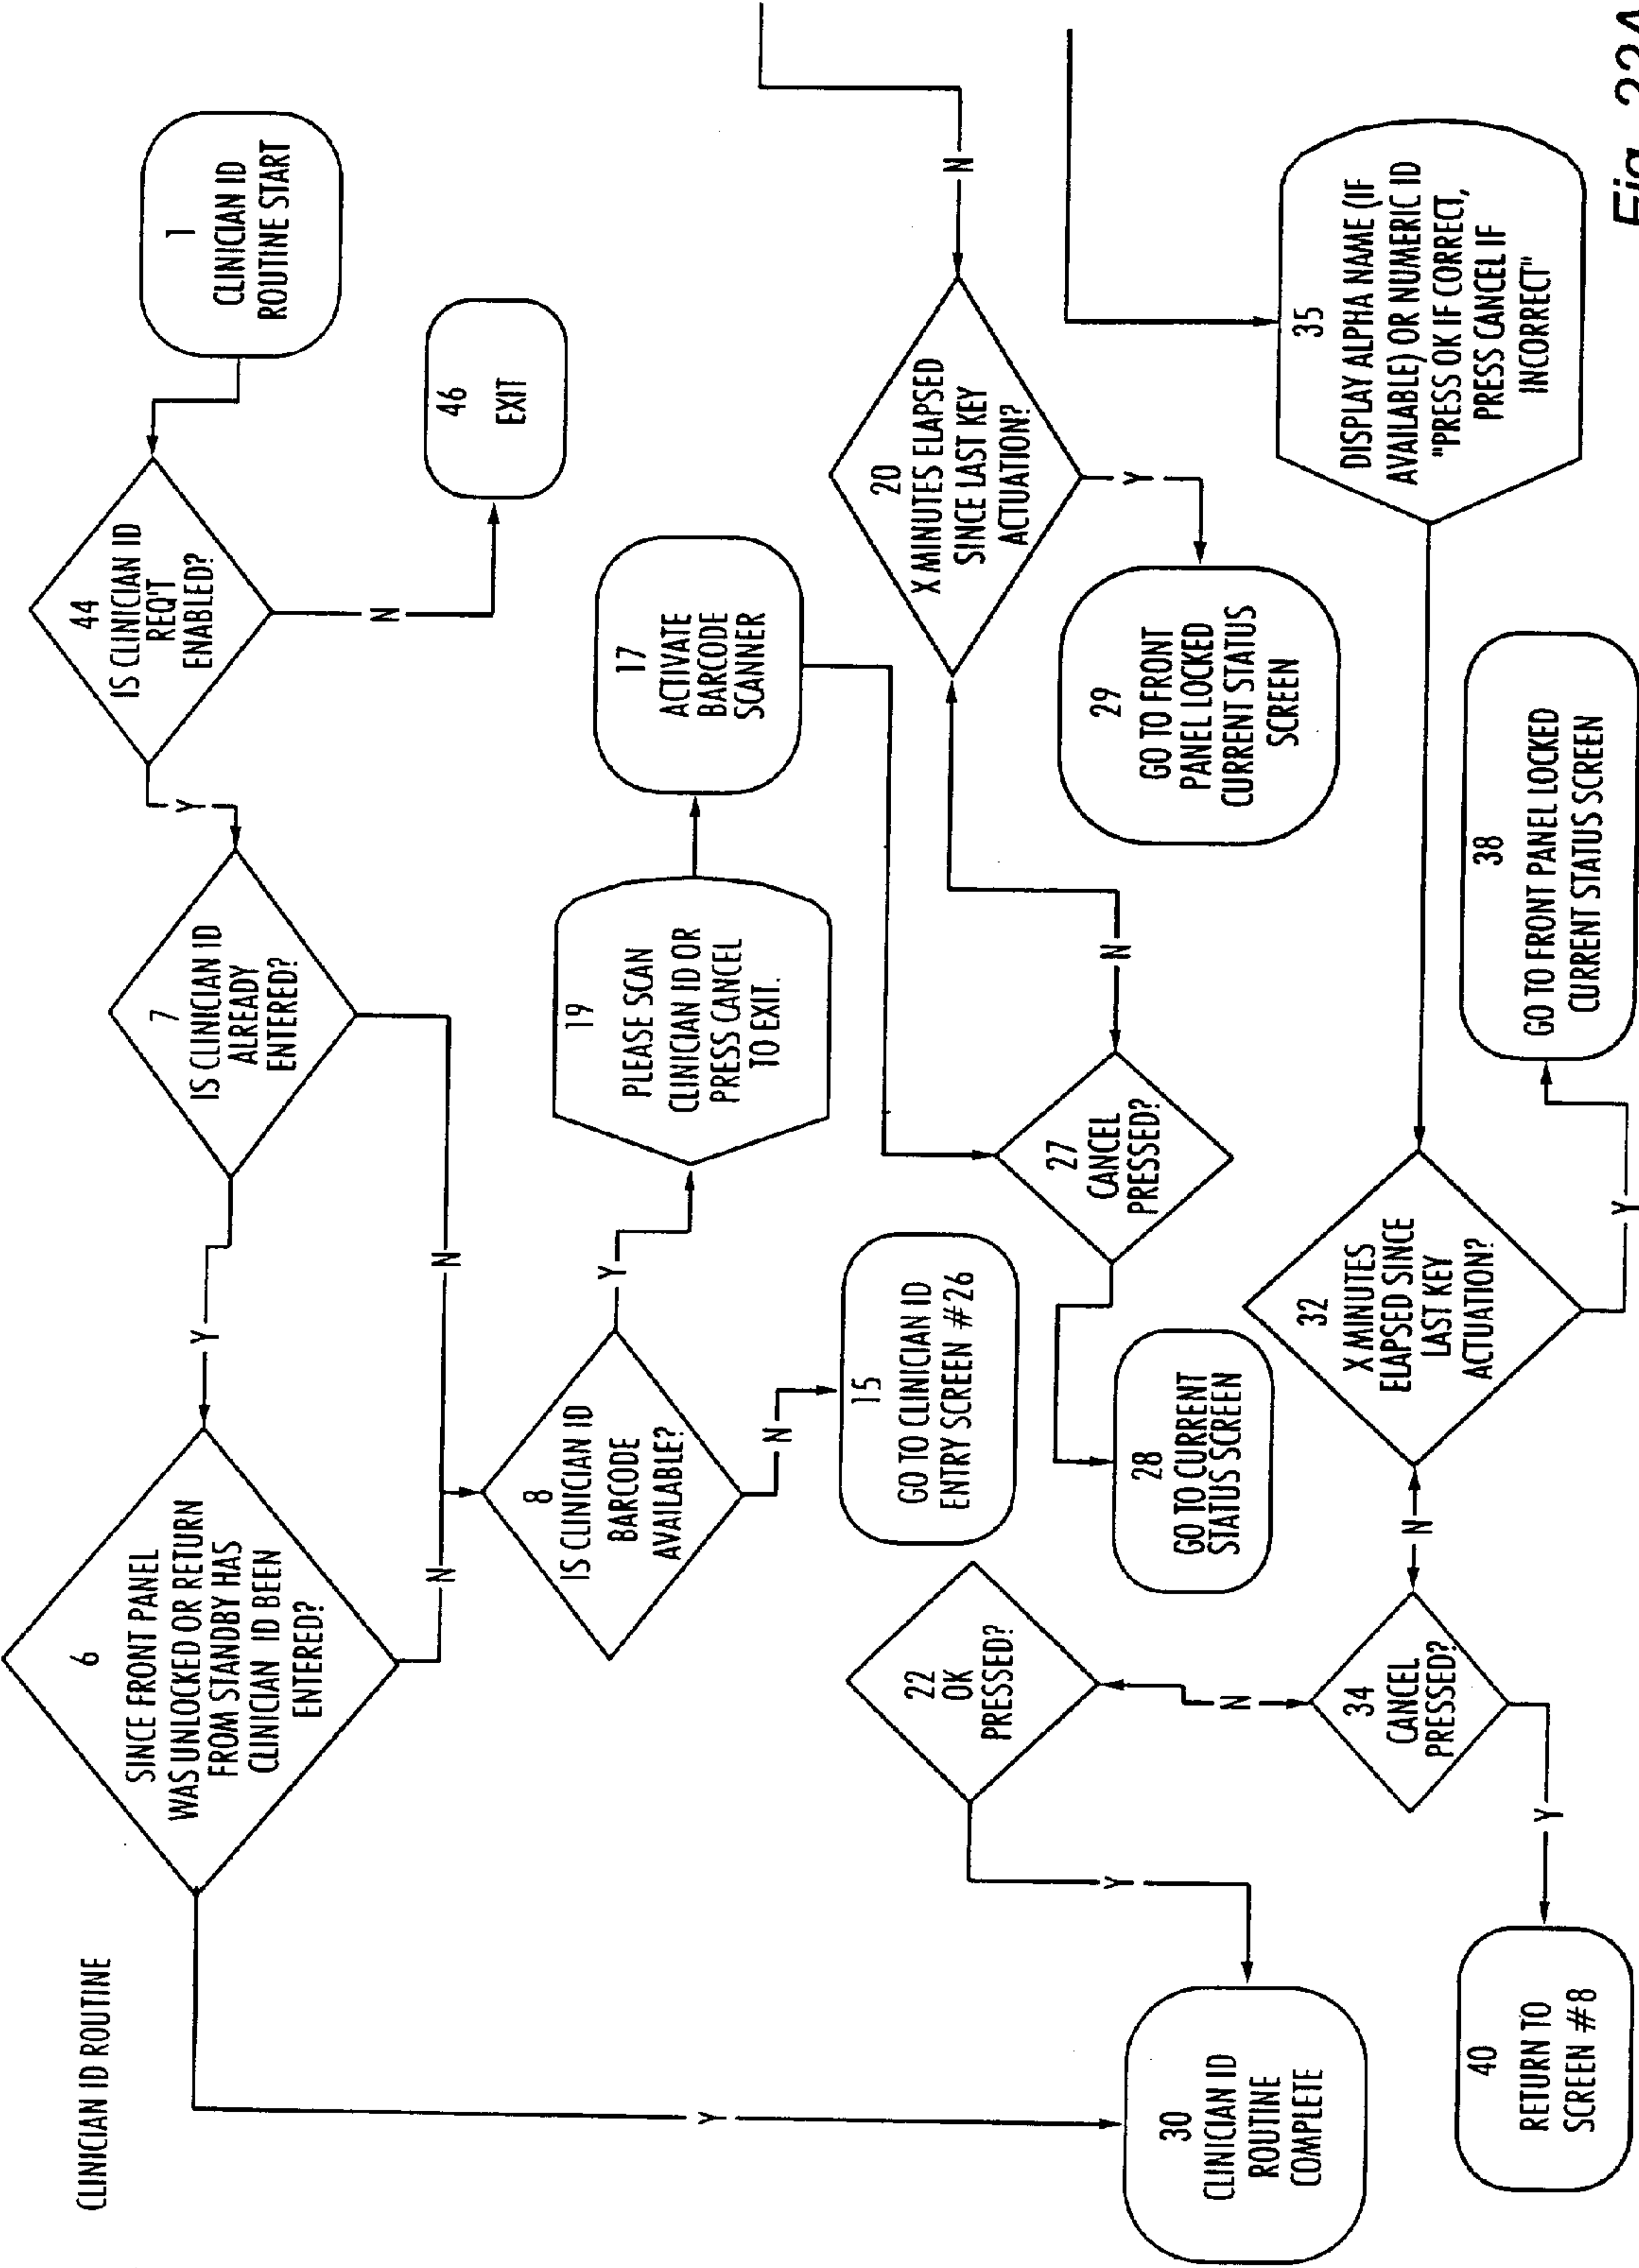 CLINICIAN ID ROUTINE
6
SINCE FRONT PANEL
WAS UNLOCKED OR RETURN
FROM STANDBY HAS
CLINICIAN ID BEEN
ENTERED?
Y
7
IS CLINICIAN ID
ALREADY
ENTERED?
Y
44
IS CLINICIAN ID
REQ'T
ENABLED?
1
CLINICIAN ID
ROUTINE START
N
N
N
46
EXIT
Y
8
IS CLINICIAN ID
BARCODE
AVAILABLE?
Y
19
PLEASE SCAN
CLINICIAN ID OR
PRESS CANCEL
TO EXIT.
17
ACTIVATE
BARCODE
SCANNER
N
15
GO TO CLINICIAN ID
ENTRY SCREEN #26
22
OK
PRESSED?
Y
28
GO TO CURRENT
STATUS SCREEN
27
CANCEL
PRESSED?
N
20
X MINUTES ELAPSED
SINCE LAST KEY
ACTUATION?
N
Y
29
GO TO FRONT
PANEL LOCKED
CURRENT STATUS
SCREEN
30
CLINICIAN ID
ROUTINE
COMPLETE
N
34
CANCEL
PRESSED?
N
32
X MINUTES
ELAPSED SINCE
LAST KEY
ACTUATION?
35
DISPLAY ALPHA NAME (IF
AVAILABLE) OR NUMERIC ID
"PRESS OK IF CORRECT,
PRESS CANCEL IF
INCORRECT"
40
RETURN TO
SCREEN #8
Y
Y
38
GO TO FRONT PANEL LOCKED
CURRENT STATUS SCREEN
Fig. 22A